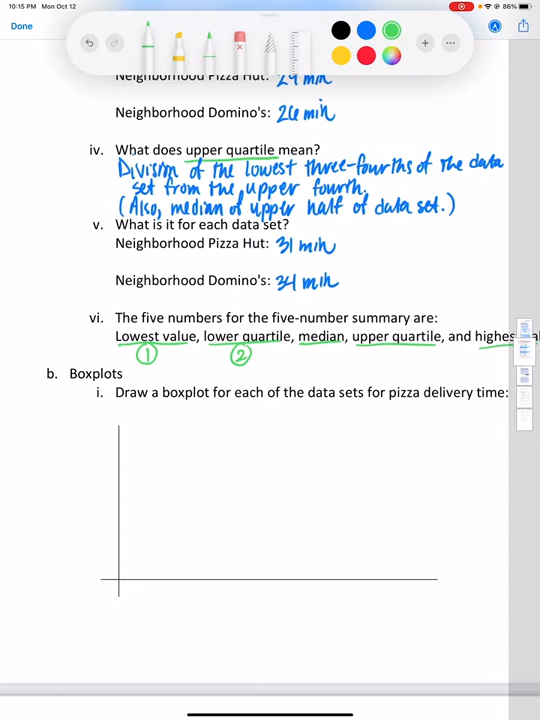 10:15 PM Mon Oct 12
86%
Done
Neighborhood Pizza Hut: 24 min
Neighborhood Domino's: 26 min
iv. What does upper quartile mean?
Division of the lowest three-fourths of the data
set from the upper fourth.
(Also, median of upper half of data set.)
v. What is it for each data set?
Neighborhood Pizza Hut: 31 min
Neighborhood Domino's: 34 min
vi. The five numbers for the five-number summary are:
Lowest value, lower quartile, median, upper quartile, and highes
1 2
b. Boxplots
i. Draw a boxplot for each of the data sets for pizza delivery time: